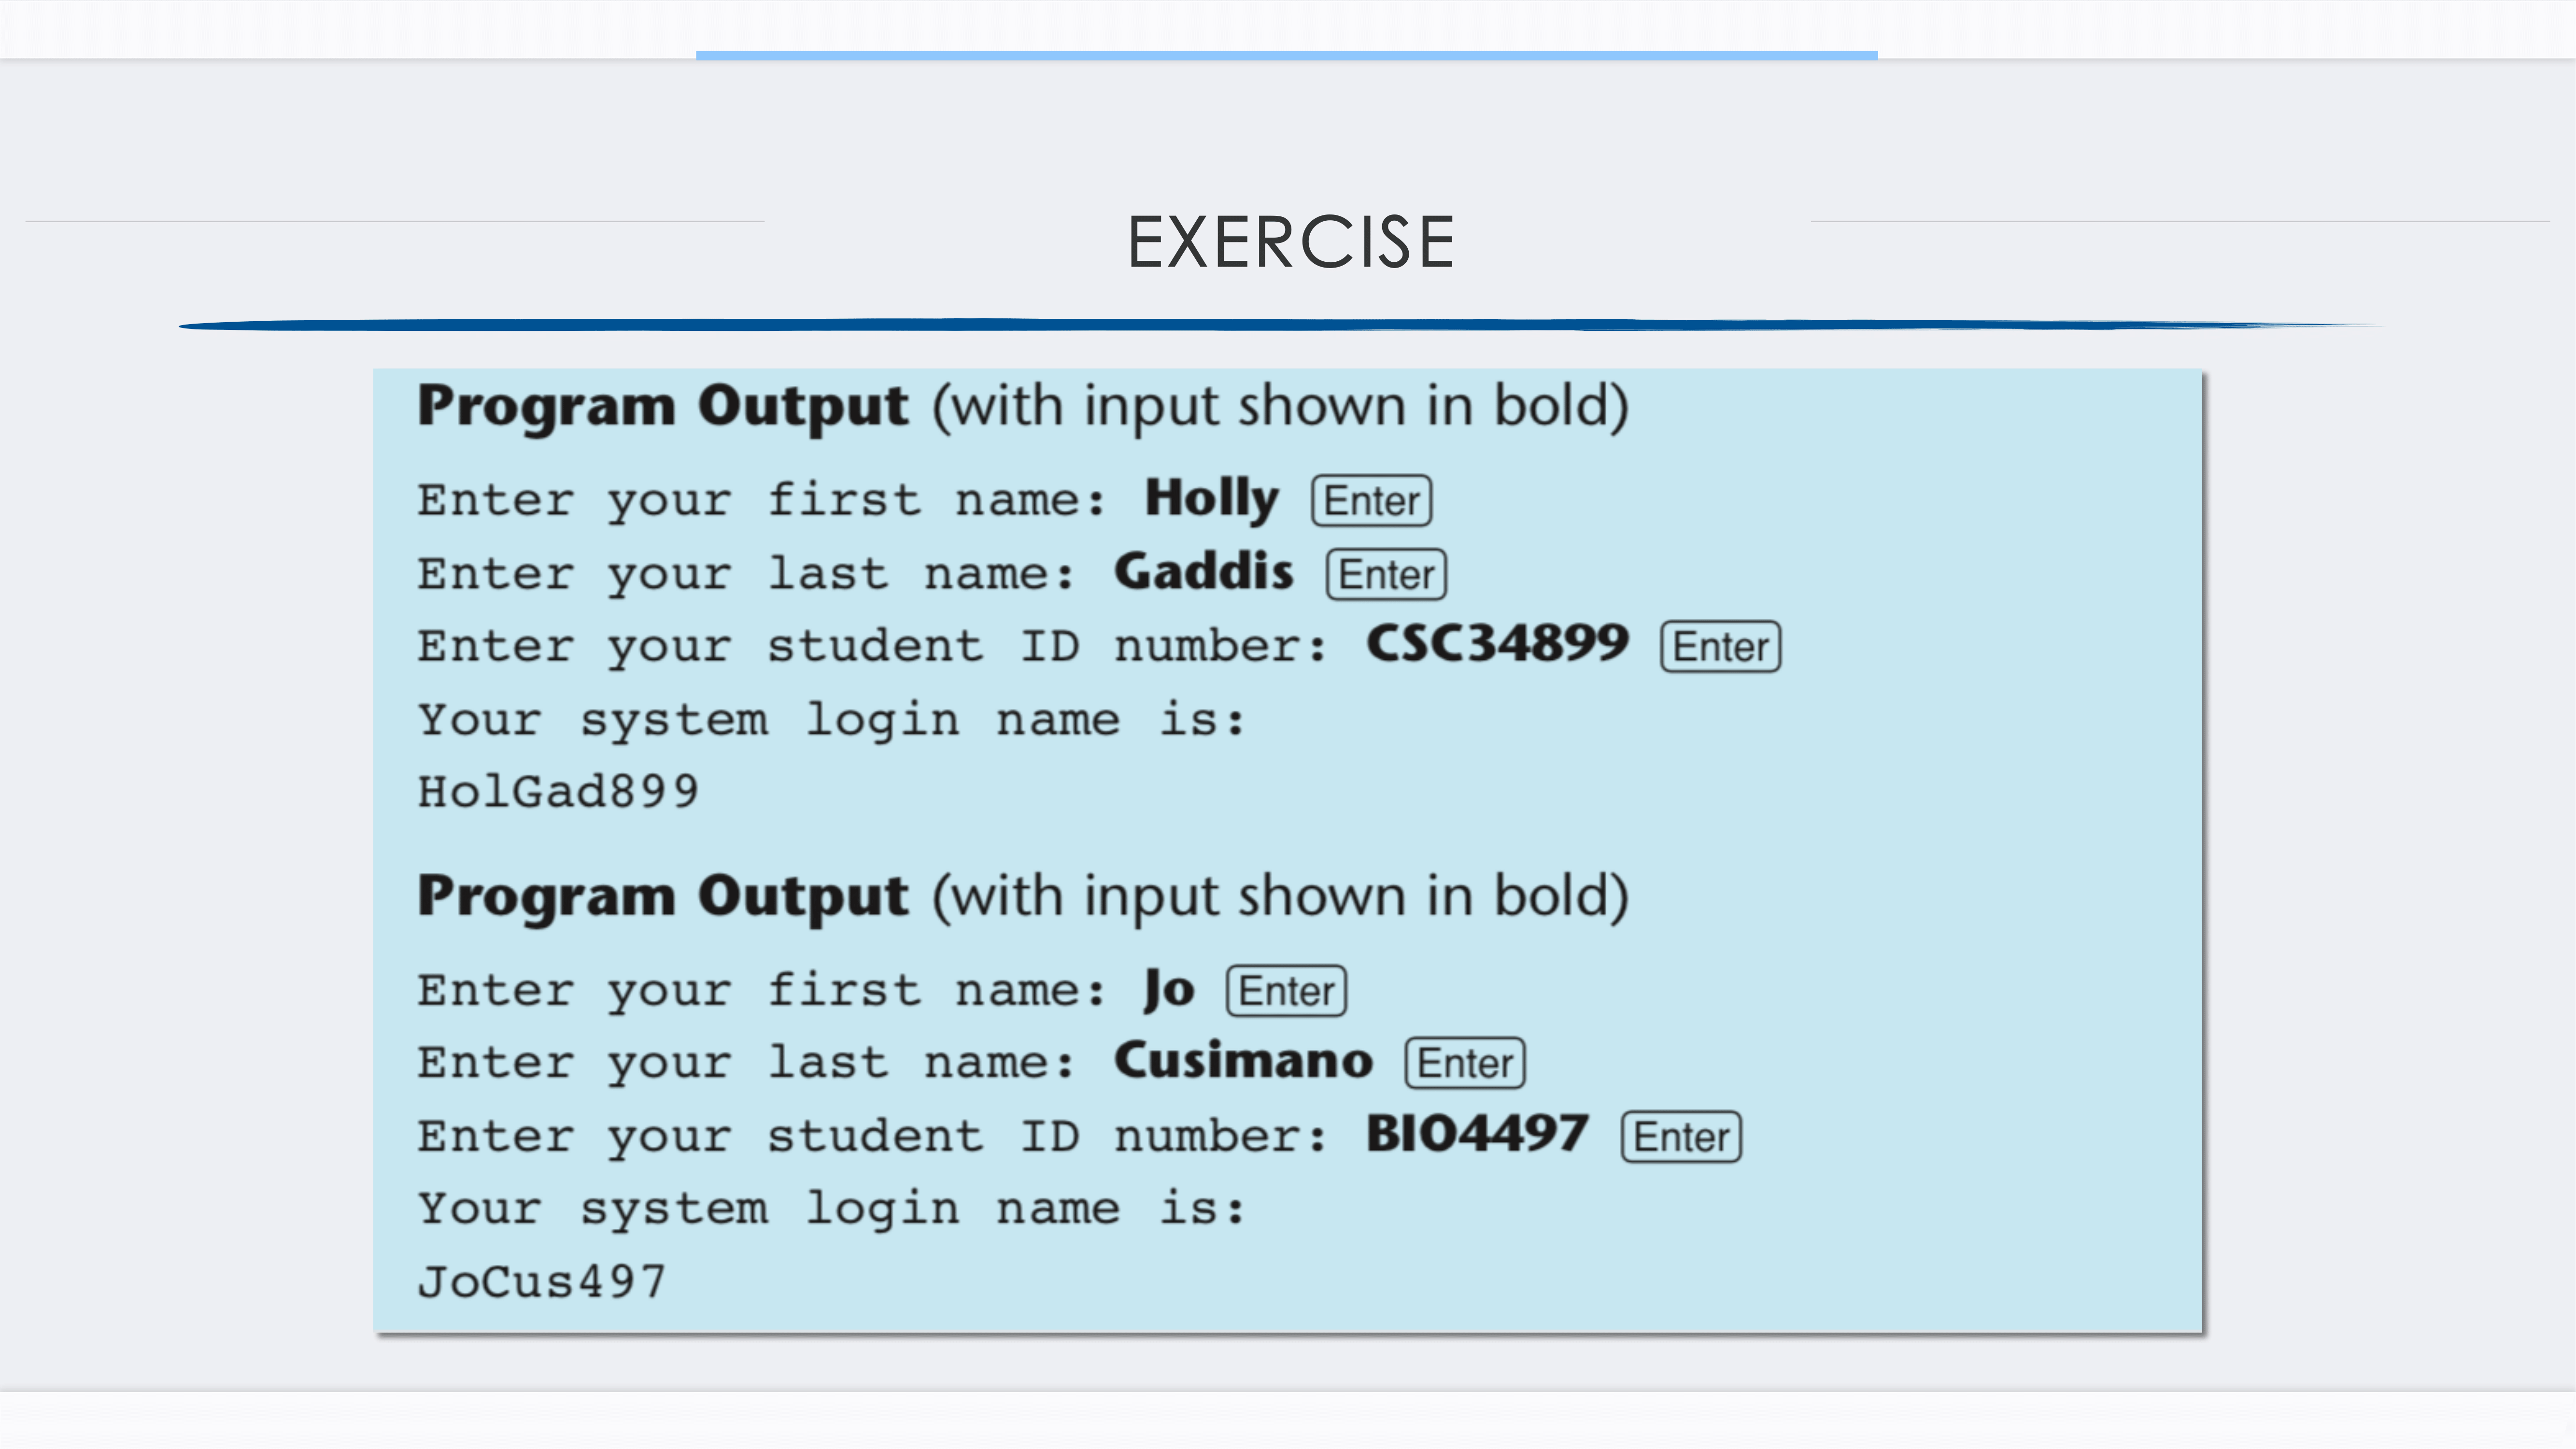 EXERCISE
Program Output (with input shown in bold)
Enter your first name: Holly Enter
Enter your last name: Gaddis Enter
Enter your student ID number: CSC34899 Enter
Your system login name is:
HolGad899
Program Output (with input shown in bold)
Enter your first name: Jo Enter
Enter your last name: Cusimano Enter
Enter your student ID number: BIO4497 Enter
Your system login name is:
JoCus497